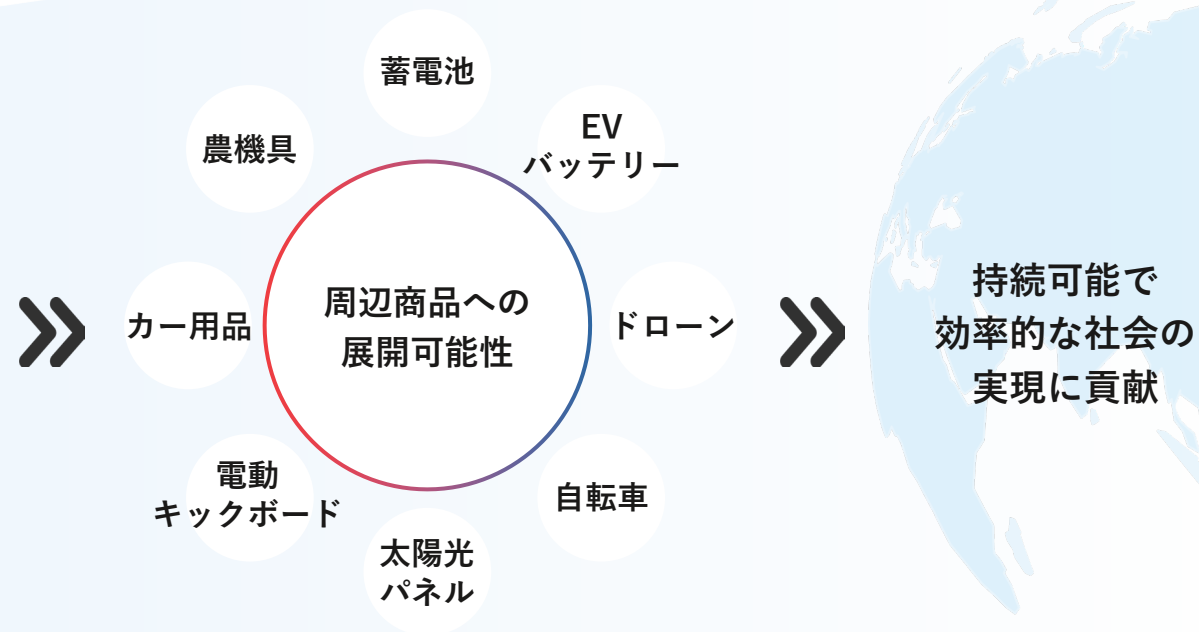 蓄電池
EV
バッテリー
農機具
カー用品
周辺商品への
展開可能性
ドローン
電動
キックボード
自転車
太陽光
パネル
持続可能で
効率的な社会の
実現に貢献